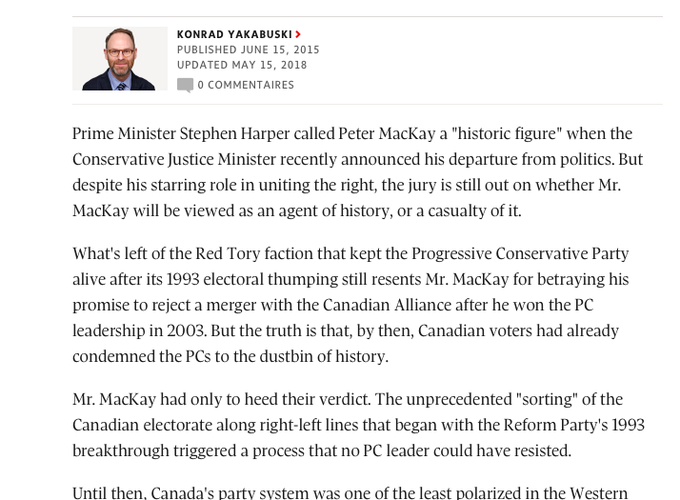 KONRAD YAKABUSKI >
PUBLISHED JUNE 15, 2015
UPDATED MAY 15, 2018
0 COMMENTAIRES
Prime Minister Stephen Harper called Peter MacKay a "historic figure" when the
Conservative Justice Minister recently announced his departure from politics. But
despite his starring role in uniting the right, the jury is still out on whether Mr.
MacKay will be viewed as an agent of history, or a casualty of it.
What's left of the Red Tory faction that kept the Progressive Conservative Party
alive after its 1993 electoral thumping still resents Mr. MacKay for betraying his
promise to reject a merger with the Canadian Alliance after he won the PC
leadership in 2003. But the truth is that, by then, Canadian voters had already
condemned the PCs to the dustbin of history.
Mr. MacKay had only to heed their verdict. The unprecedented "sorting" of the
Canadian electorate along right-left lines that began with the Reform Party's 1993
breakthrough triggered a process that no PC leader could have resisted.
Until then, Canada's party system was one of the least polarized in the Western